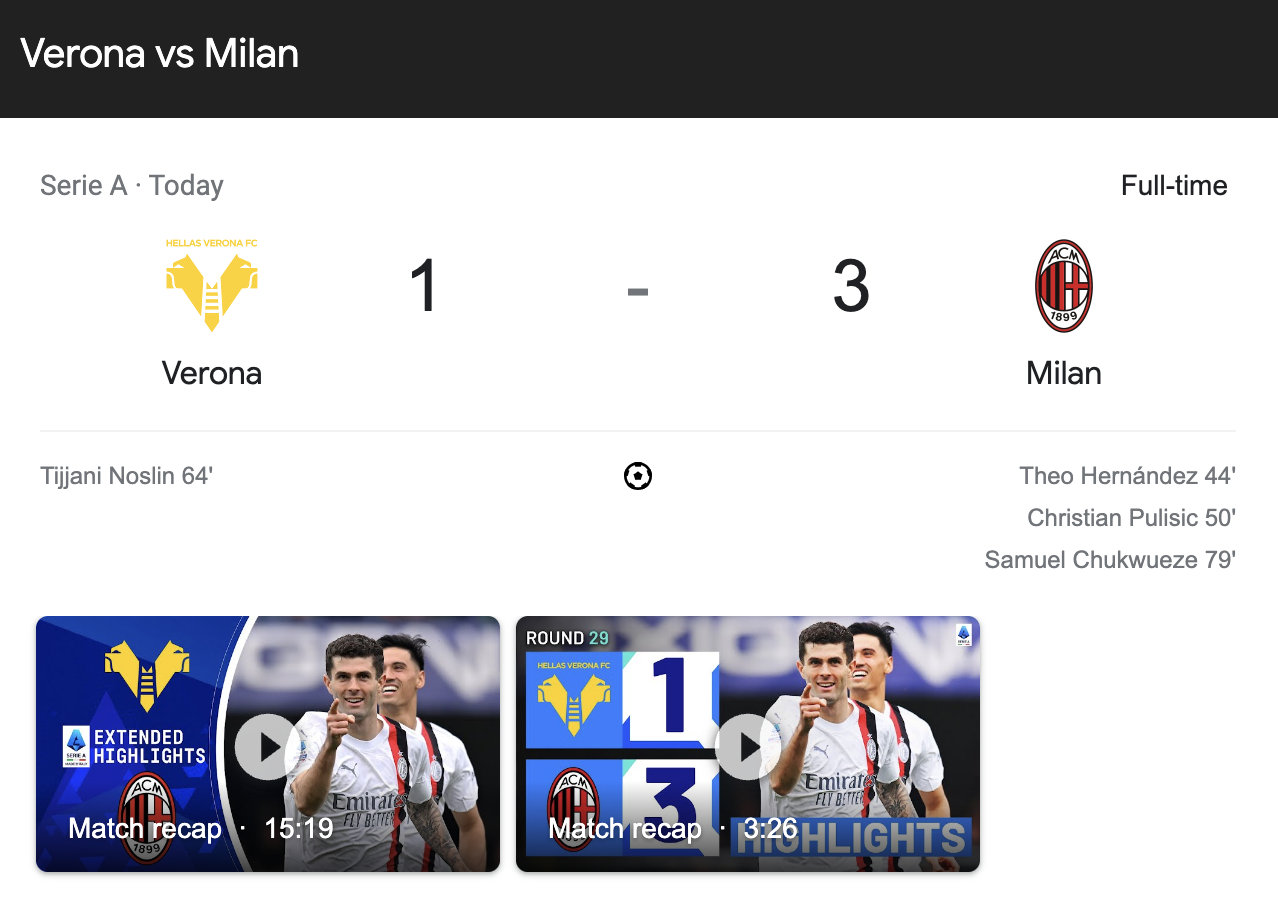 Verona vs Milan
Serie A · Today
Full-time
HELLAS VERONA FC
1 - 3
ACM
1899
Verona
Milan
Tijjani Noslin 64'
Theo Hernández 44'
Christian Pulisic 50'
Samuel Chukwueze 79'
SERIE A
EXTENDED
HIGHLIGHTS
ACM
1899
Emirates
FLY BETTER
Match recap · 15:19
ROUND 29
HELLAS VERONA FC
1
ACM
3
Emirates
FLY BETTER
HIGHLIGHTS
Match recap · 3:26